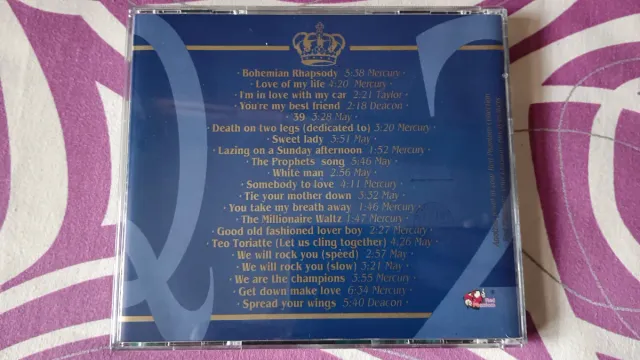 · Bohemian Rhapsody 5:38 Mercury ·
· Love of my life 4:20 Mercury ·
· I'm in love with my car 2:21 Taylor ·
· You're my best friend 2:18 Deacon ·
· 39 3:28 May ·
· Death on two legs (dedicated to) 3:20 Mercury ·
· Sweet lady 3:51 May ·
· Lazing on a Sunday afternoon 1:52 Mercury ·
· The Prophets song 5:46 May ·
· White man 2:56 May ·
· Somebody to love 4:11 Mercury ·
· Tie your mother down 3:32 May ·
· You take my breath away 1:46 Mercury ·
· The Millionaire Waltz 1:47 Mercury ·
· Good old fashioned lover boy 2:27 Mercury ·
· Teo Toriatte (Let us cling together) 4:26 May ·
· We will rock you (speed) 2:57 May ·
· We will rock you (slow) 3:21 May ·
· We are the champions 3:55 Mercury ·
· Get down make love 6:34 Mercury ·
· Spread your wings 5:40 Deacon ·